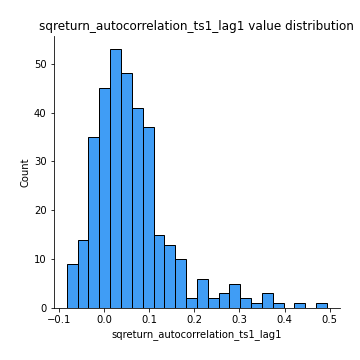 sqreturn_autocorrelation_ts1_lag1 value distribution
50
40
30
20
10
0
Count
−0.1 0.0 0.1 0.2 0.3 0.4 0.5
sqreturn_autocorrelation_ts1_lag1